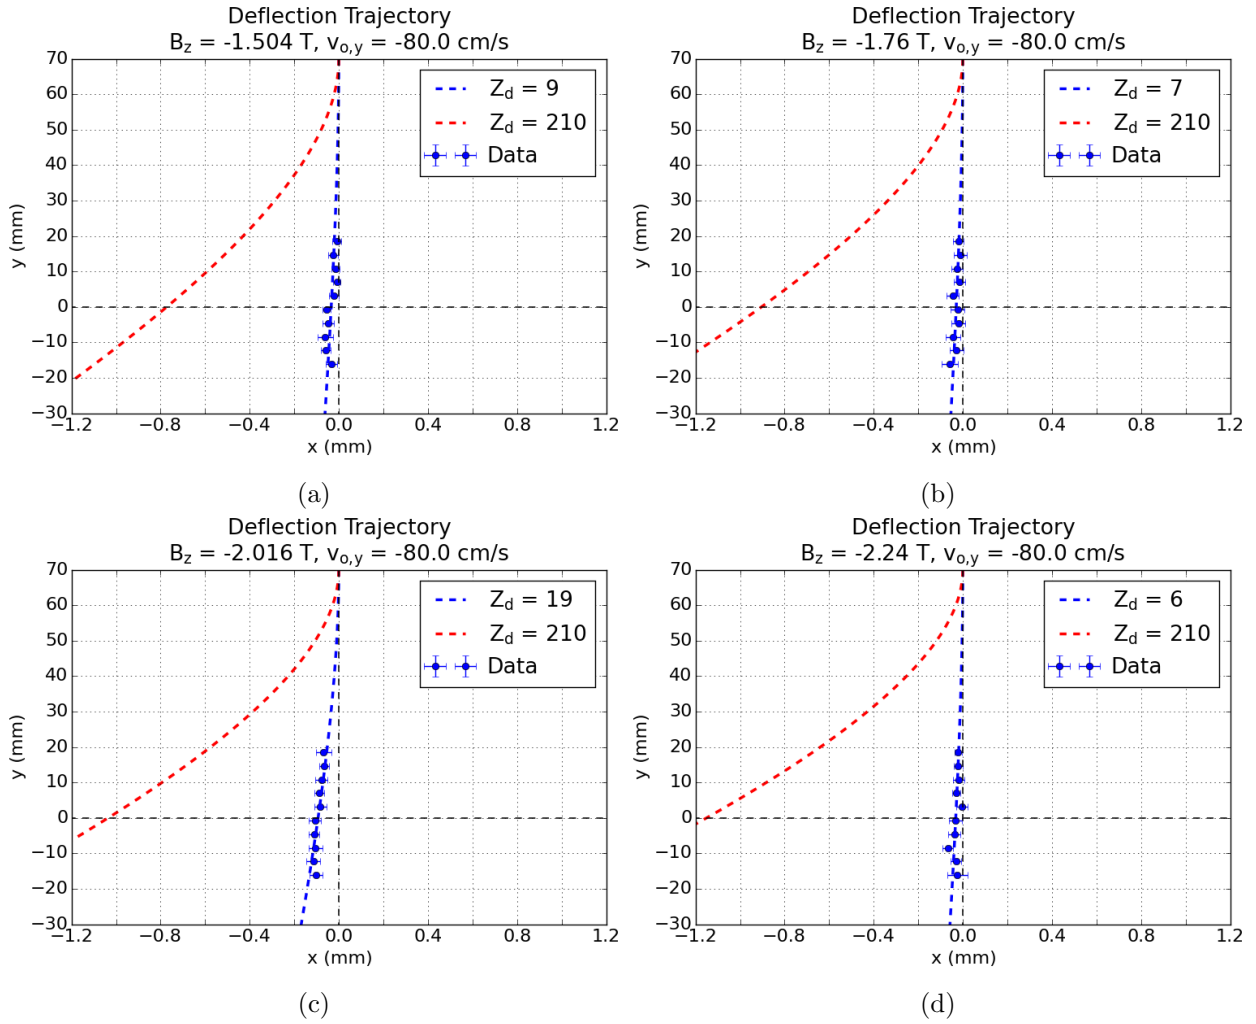 Deflection Trajectory
B_z = -1.504 T, v_o,y = -80.0 cm/s
70
60
50
40
30
20
10
0
−10
−20
−30
y (mm)
Z_d = 9
Z_d = 210
Data
−1.2 −0.8 −0.4 0.0 0.4 0.8 1.2
x (mm)
(a)
Deflection Trajectory
B_z = -1.76 T, v_o,y = -80.0 cm/s
70
60
50
40
30
20
10
0
−10
−20
−30
y (mm)
Z_d = 7
Z_d = 210
Data
−1.2 −0.8 −0.4 0.0 0.4 0.8 1.2
x (mm)
(b)
Deflection Trajectory
B_z = -2.016 T, v_o,y = -80.0 cm/s
70
60
50
40
30
20
10
0
−10
−20
−30
y (mm)
Z_d = 19
Z_d = 210
Data
−1.2 −0.8 −0.4 0.0 0.4 0.8 1.2
x (mm)
(c)
Deflection Trajectory
B_z = -2.24 T, v_o,y = -80.0 cm/s
70
60
50
40
30
20
10
0
−10
−20
−30
y (mm)
Z_d = 6
Z_d = 210
Data
−1.2 −0.8 −0.4 0.0 0.4 0.8 1.2
x (mm)
(d)